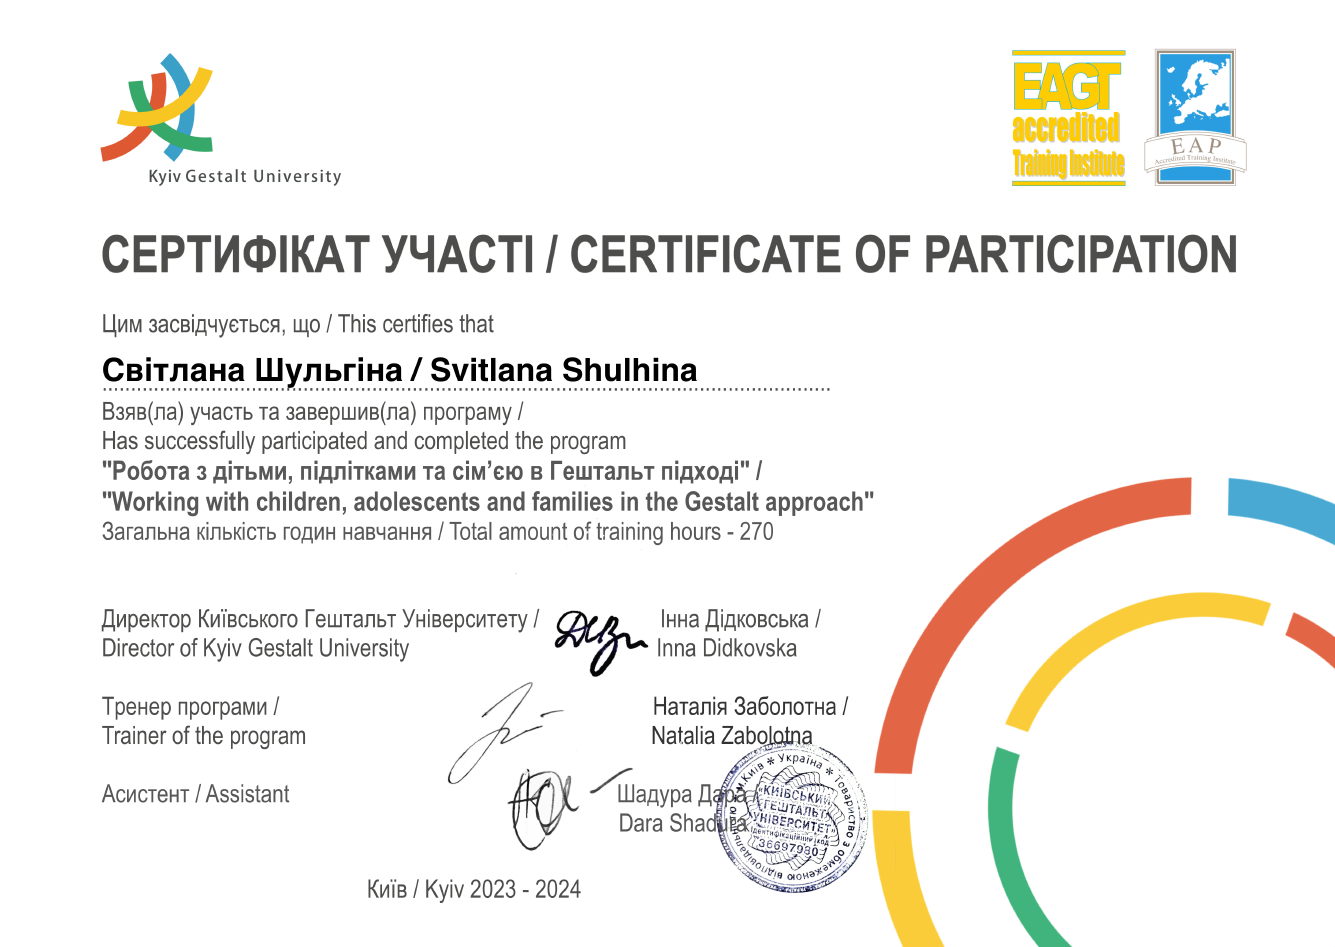 Kyiv Gestalt University
EAGT
accredited
Training Institute
EAP
Accredited Training Institute
СЕРТИФІКАТ УЧАСТІ / CERTIFICATE OF PARTICIPATION
Цим засвідчується, що / This certifies that
Світлана Шульгіна / Svitlana Shulhina
Взяв(ла) участь та завершив(ла) програму /
Has successfully participated and completed the program
"Робота з дітьми, підлітками та сім’єю в Гештальт підході" /
"Working with children, adolescents and families in the Gestalt approach"
Загальна кількість годин навчання / Total amount of training hours - 270
Директор Київського Гештальт Університету / Інна Дідковська /
Director of Kyiv Gestalt University Inna Didkovska
Тренер програми / Наталія Заболотна /
Trainer of the program Natalia Zabolotna
Асистент / Assistant Шадура Дара /
Dara Shadura
м.Київ * Україна * Товариство з обмеженою відповідальністю
«КИЇВСЬКИЙ
ГЕШТАЛЬТ
УНІВЕРСИТЕТ»
Ідентифікаційний код
36697980
Київ / Kyiv 2023 - 2024